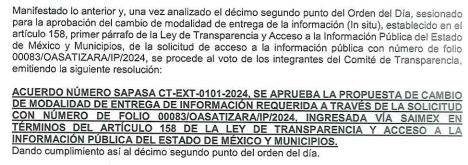 Manifestado lo anterior y, una vez analizado el décimo segundo punto del Orden del Día, sesionado
para la aprobación del cambio de modalidad de entrega de la información (In situ), establecido en el
artículo 158, primer párrafo de la Ley de Transparencia y Acceso a la Información Pública del Estado
de México y Municipios, de la solicitud de acceso a la información pública con número de folio
00083/OASATIZARA/IP/2024, se procede al voto de los integrantes del Comité de Transparencia,
emitiendo la siguiente resolución:
ACUERDO NÚMERO SAPASA CT-EXT-0101-2024, SE APRUEBA LA PROPUESTA DE CAMBIO
DE MODALIDAD DE ENTREGA DE INFORMACIÓN REQUERIDA A TRAVÉS DE LA SOLICITUD
CON NÚMERO DE FOLIO 00083/OASATIZARA/IP/2024, INGRESADA VÍA SAIMEX EN
TÉRMINOS DEL ARTÍCULO 158 DE LA LEY DE TRANSPARENCIA Y ACCESO A LA
INFORMACIÓN PÚBLICA DEL ESTADO DE MÉXICO Y MUNICIPIOS.
Dando cumplimiento así al décimo segundo punto del orden del día.